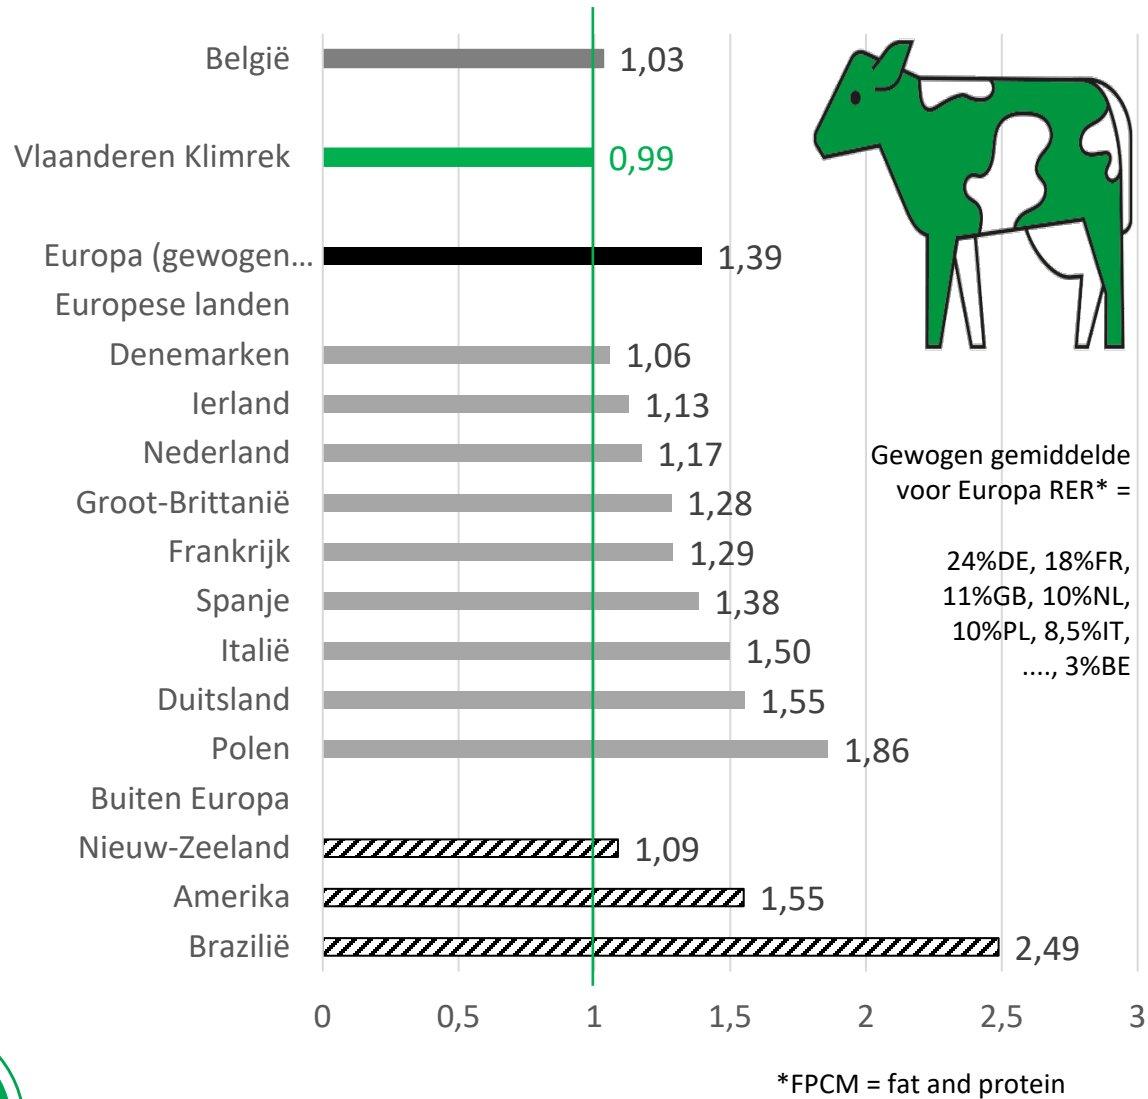 België 1,03
Vlaanderen Klimrek 0,99
Europa (gewogen... 1,39
Europese landen
Denemarken 1,06
Ierland 1,13
Nederland 1,17
Groot-Brittanië 1,28
Frankrijk 1,29
Spanje 1,38
Italië 1,50
Duitsland 1,55
Polen 1,86
Buiten Europa
Nieuw-Zeeland 1,09
Amerika 1,55
Brazilië 2,49
0 0,5 1 1,5 2 2,5 3
Gewogen gemiddelde
voor Europa RER* =
24%DE, 18%FR,
11%GB, 10%NL,
10%PL, 8,5%IT,
...., 3%BE
*FPCM = fat and protein